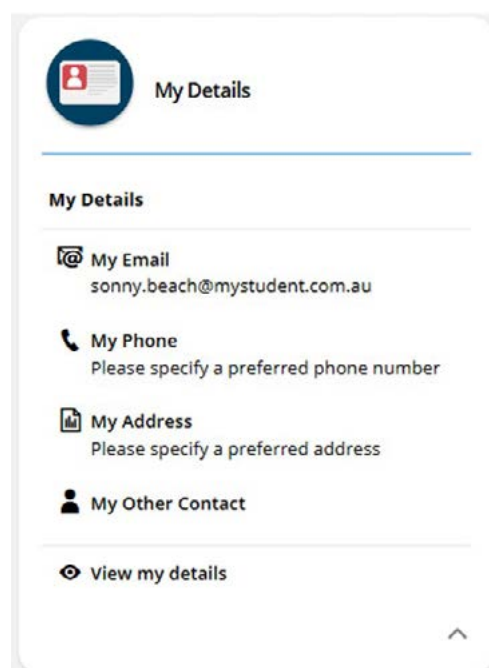 My Details
My Details
My Email
sonny.beach@mystudent.com.au
My Phone
Please specify a preferred phone number
My Address
Please specify a preferred address
My Other Contact
View my details